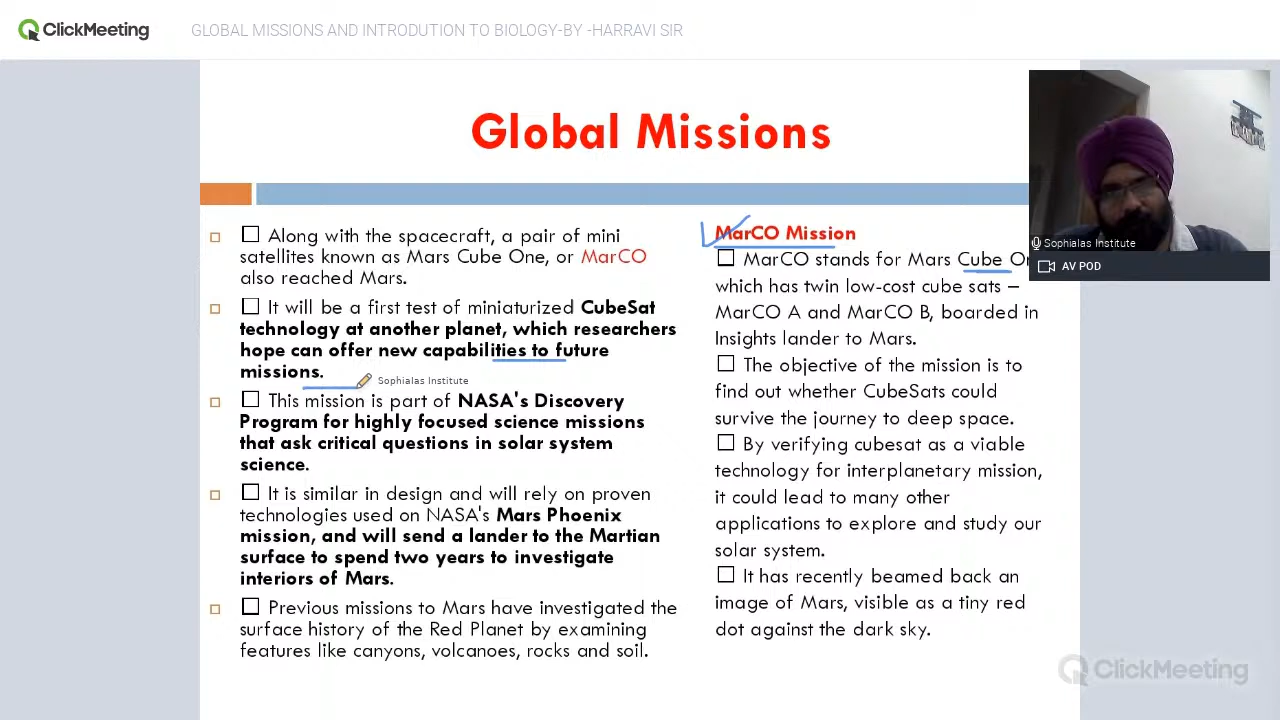 ClickMeeting
GLOBAL MISSIONS AND INTRODUTION TO BIOLOGY-BY -HARRAVI SIR
Global Missions
Along with the spacecraft, a pair of mini
satellites known as Mars Cube One, or MarCO
also reached Mars.
It will be a first test of miniaturized CubeSat
technology at another planet, which researchers
hope can offer new capabilities to future
missions.
Sophialas Institute
This mission is part of NASA's Discovery
Program for highly focused science missions
that ask critical questions in solar system
science.
It is similar in design and will rely on proven
technologies used on NASA's Mars Phoenix
mission, and will send a lander to the Martian
surface to spend two years to investigate
interiors of Mars.
Previous missions to Mars have investigated the
surface history of the Red Planet by examining
features like canyons, volcanoes, rocks and soil.
MarCO Mission
MarCO stands for Mars Cube On
which has twin low-cost cube sats –
MarCO A and MarCO B, boarded in
Insights lander to Mars.
The objective of the mission is to
find out whether CubeSats could
survive the journey to deep space.
By verifying cubesat as a viable
technology for interplanetary mission,
it could lead to many other
applications to explore and study our
solar system.
It has recently beamed back an
image of Mars, visible as a tiny red
dot against the dark sky.
Sophialas Institute
AV POD
ClickMeeting